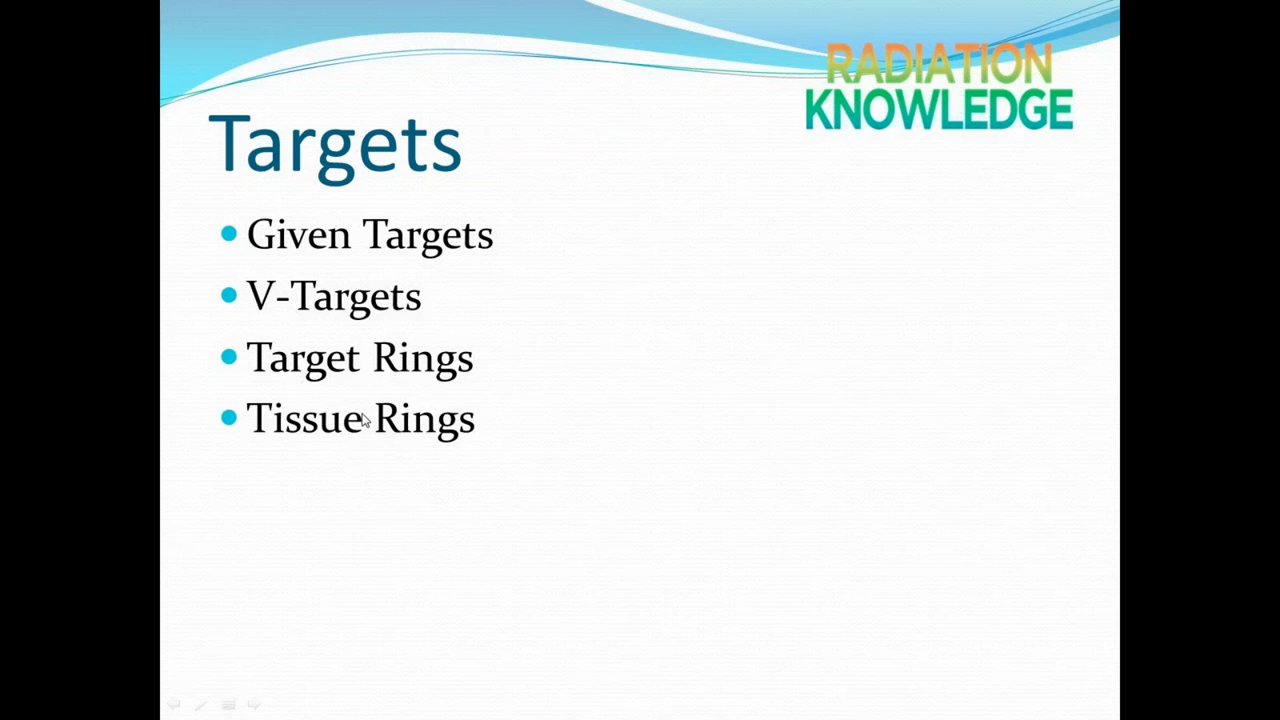 RADIATION
KNOWLEDGE
Targets
Given Targets
V-Targets
Target Rings
Tissue Rings